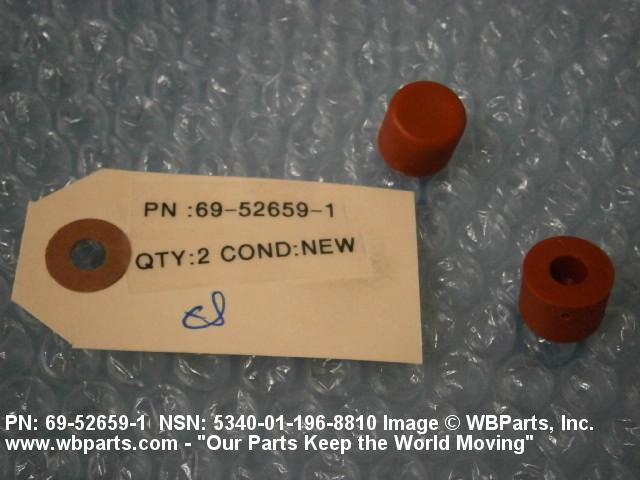 PN :69-52659-1
QTY:2 COND:NEW
PN: 69-52659-1 NSN: 5340-01-196-8810 Image © WBParts, Inc.
www.wbparts.com - "Our Parts Keep the World Moving"